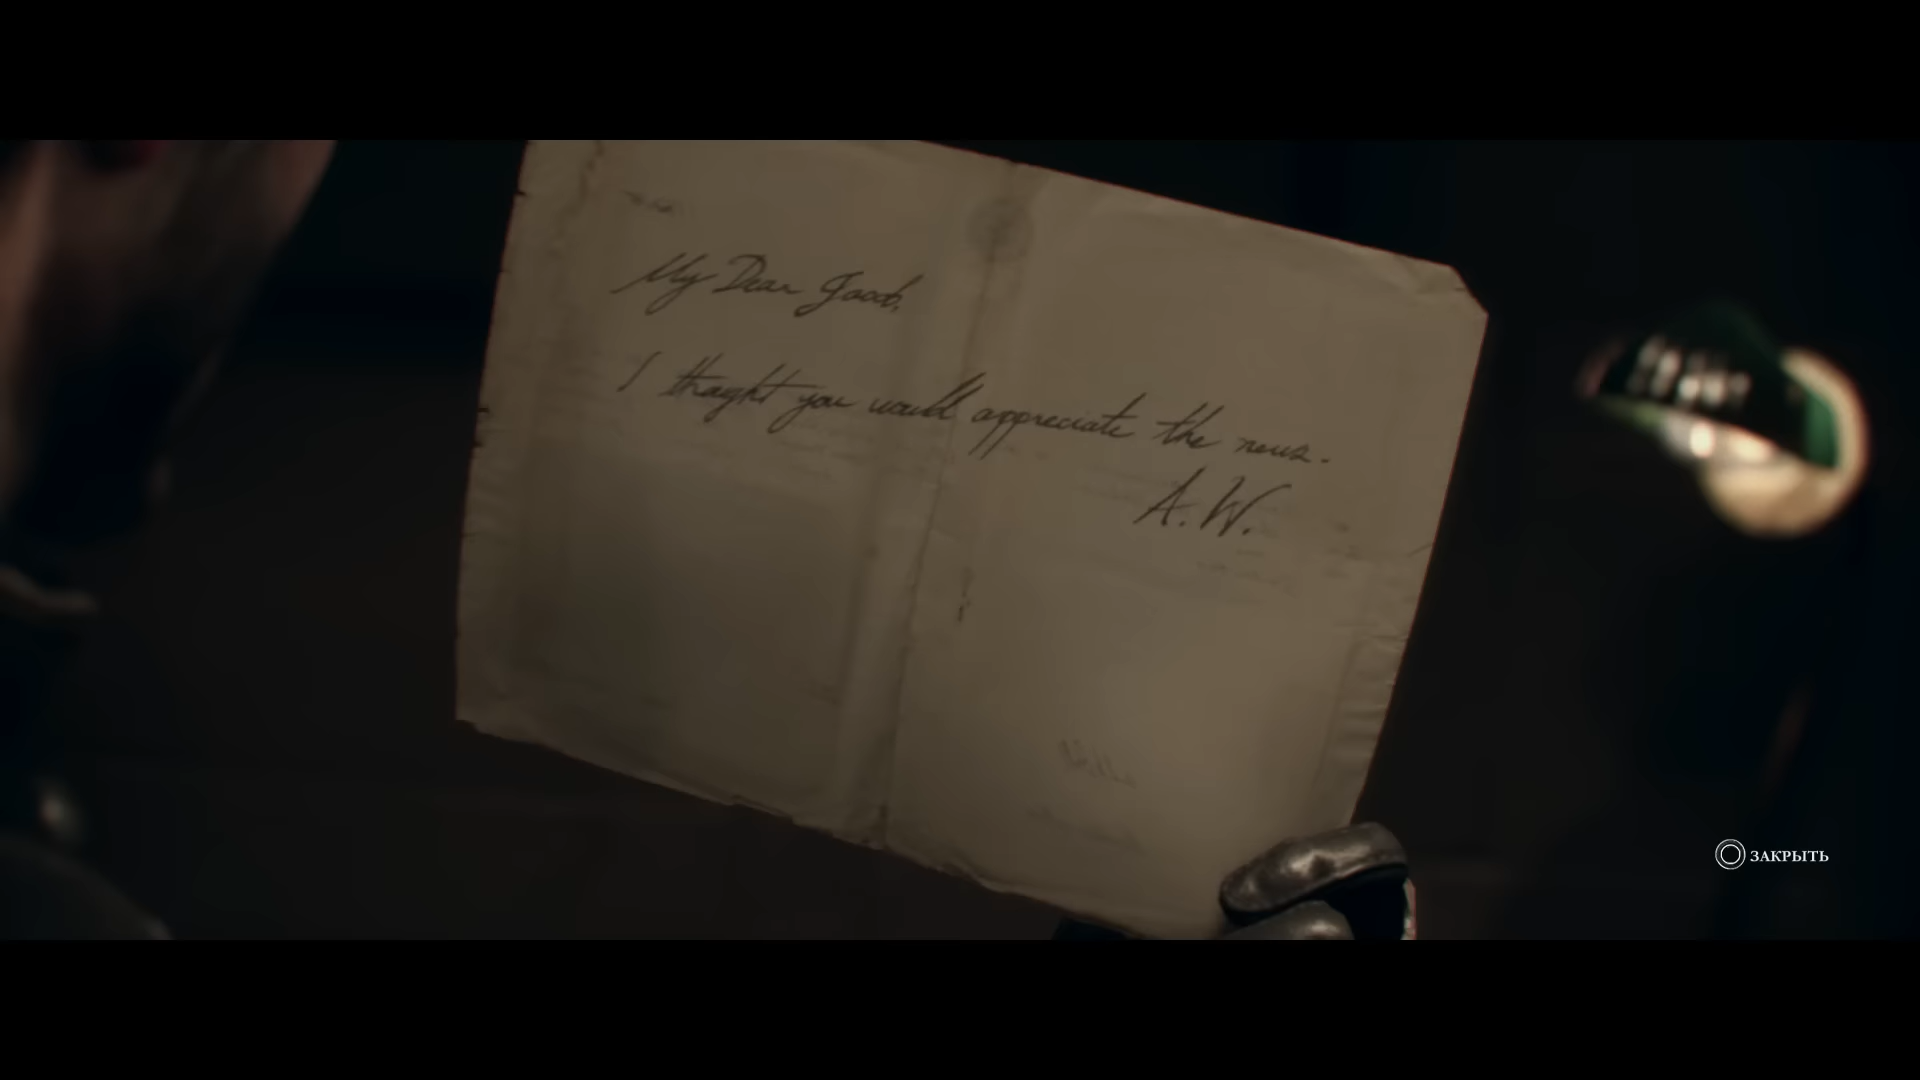 My Dear Jacob,
I thought you would appreciate the news.
A.W.
ЗАКРЫТЬ